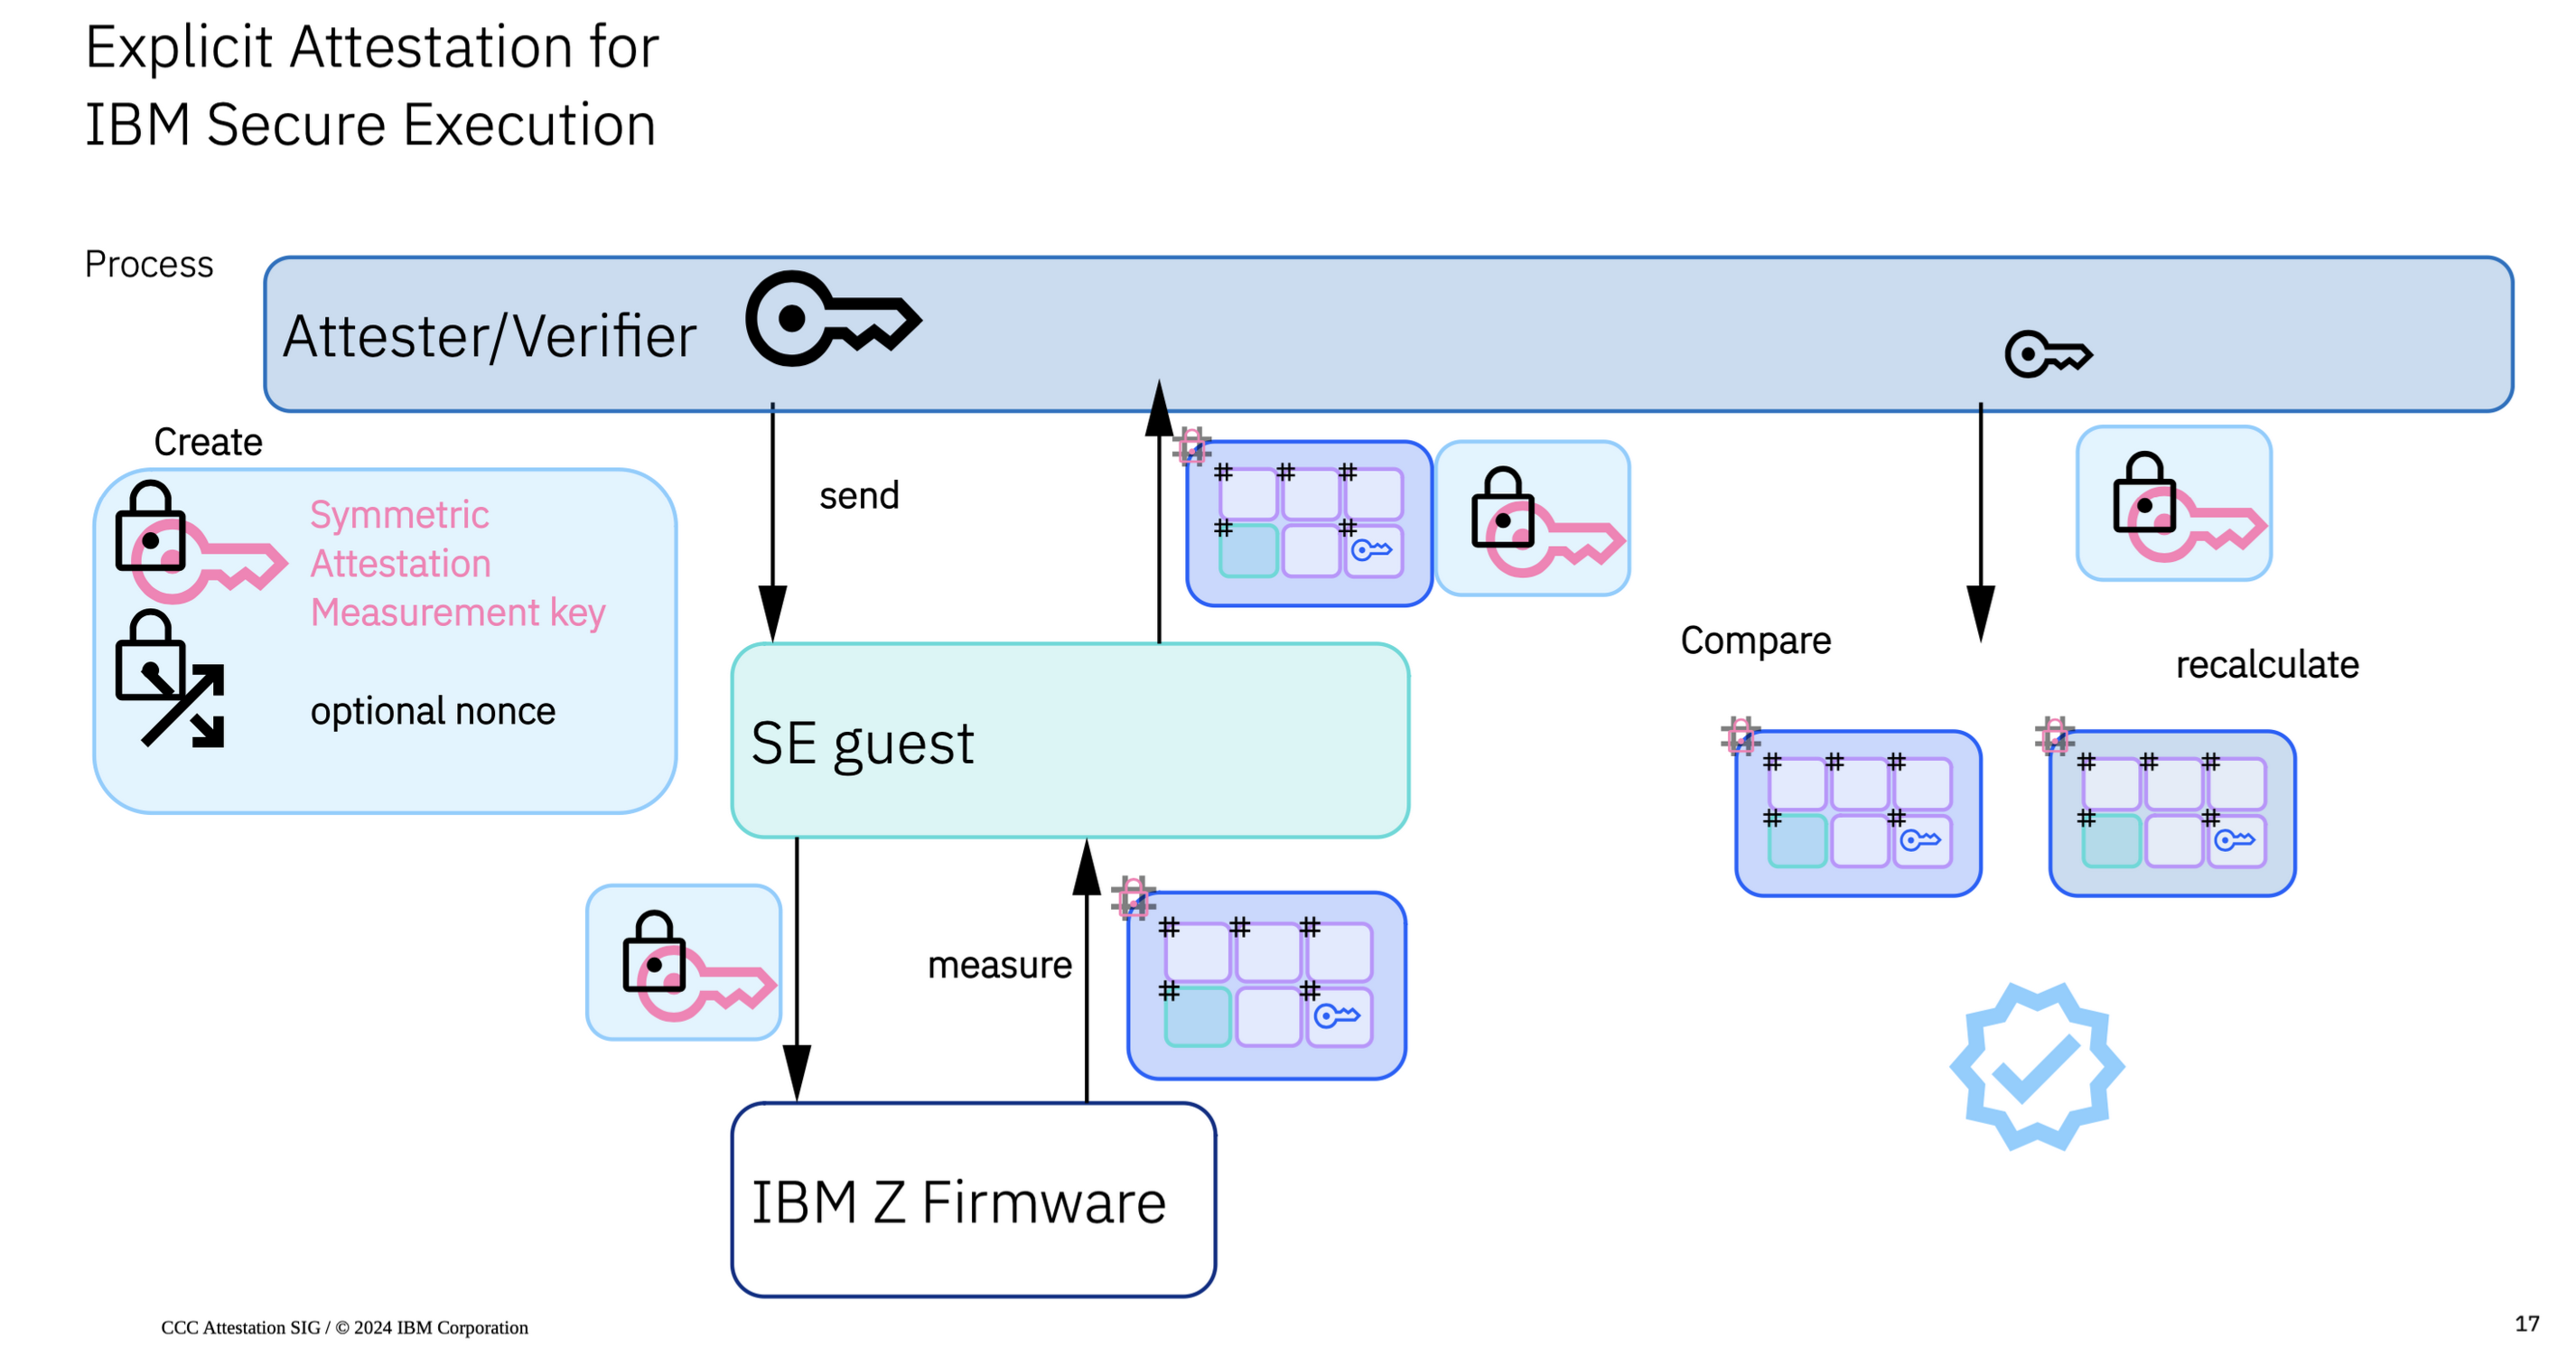 Explicit Attestation for
IBM Secure Execution
Process
Attester/Verifier
Create
Symmetric
Attestation
Measurement key
optional nonce
send
# # #
# #
SE guest
measure
# # #
# #
IBM Z Firmware
Compare
recalculate
# # #
# #
# # #
# #
CCC Attestation SIG / © 2024 IBM Corporation
17